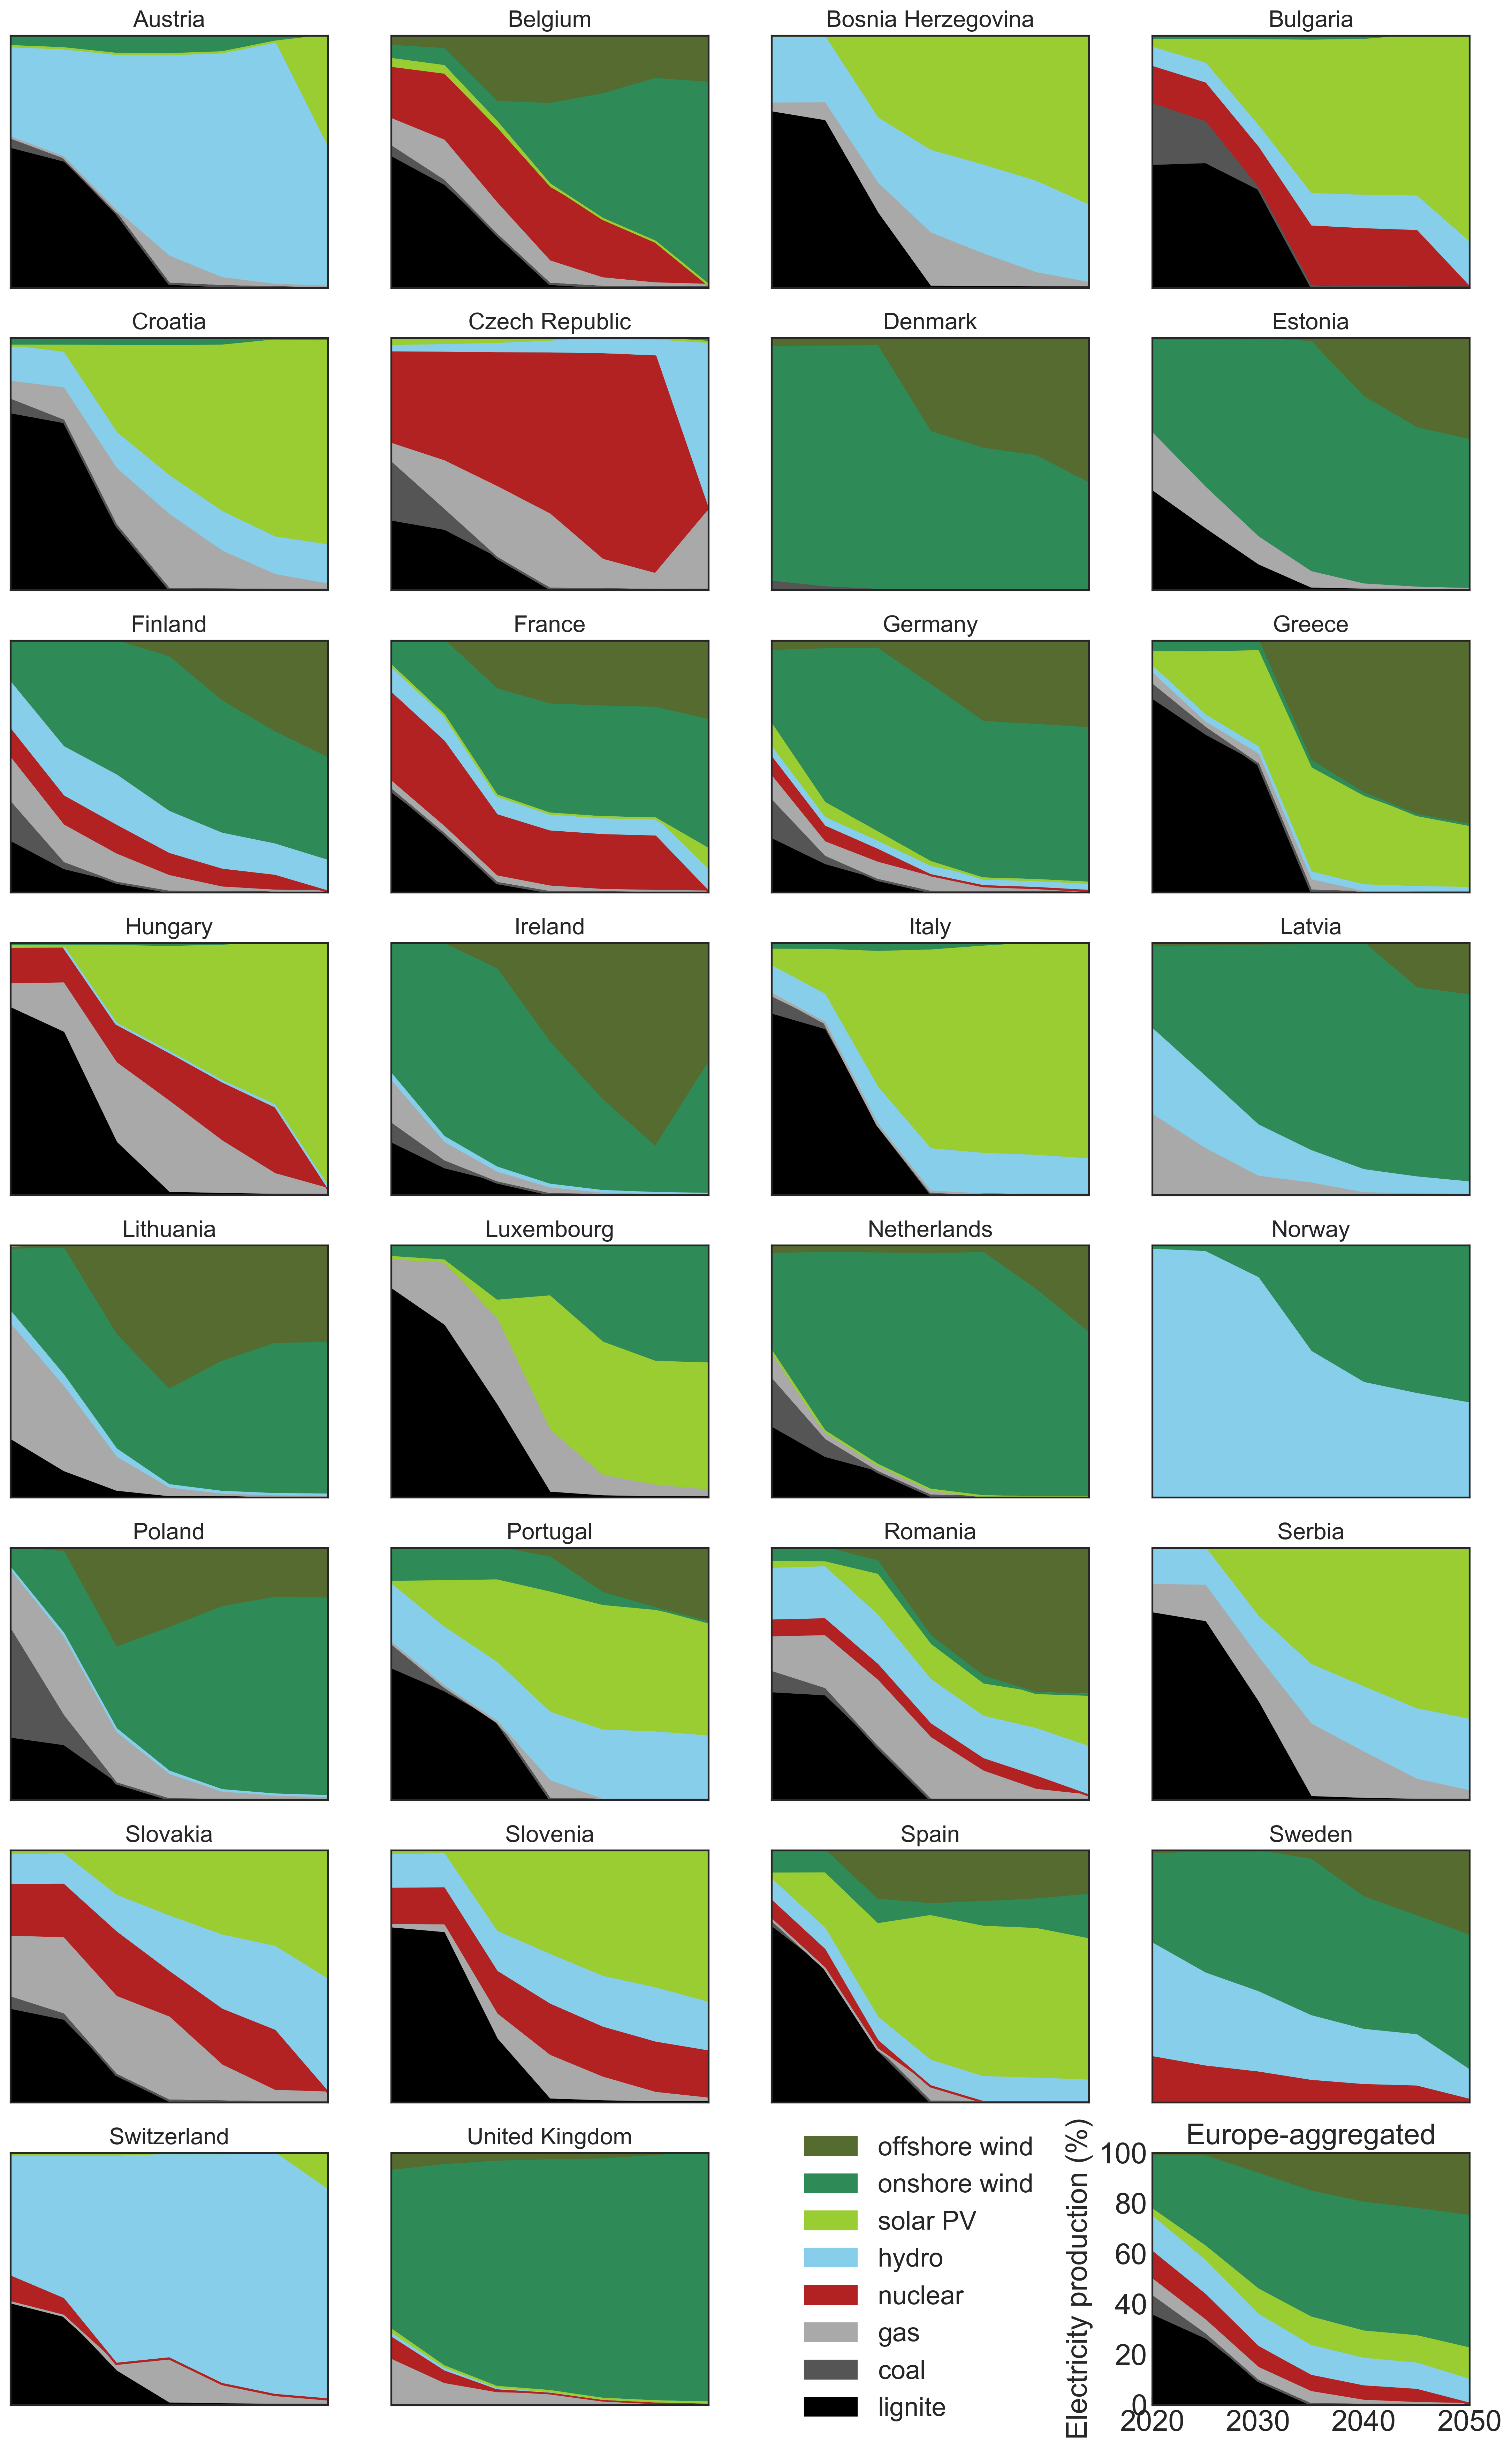 Austria
Belgium
Bosnia Herzegovina
Bulgaria
Croatia
Czech Republic
Denmark
Estonia
Finland
France
Germany
Greece
Hungary
Ireland
Italy
Latvia
Lithuania
Luxembourg
Netherlands
Norway
Poland
Portugal
Romania
Serbia
Slovakia
Slovenia
Spain
Sweden
Switzerland
United Kingdom
offshore wind
onshore wind
solar PV
hydro
nuclear
gas
coal
lignite
Europe-aggregated
Electricity production (%)
100
80
60
40
20
0
2020
2030
2040
2050